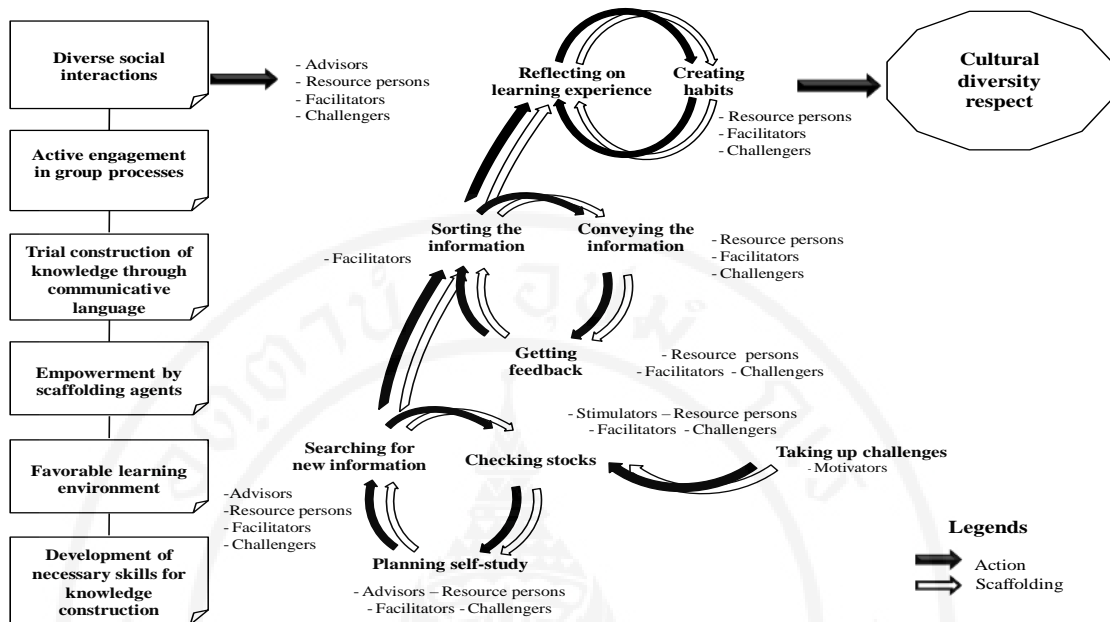 Diverse social
interactions
Active engagement
in group processes
Trial construction of
knowledge through
communicative
language
Empowerment by
scaffolding agents
Favorable learning
environment
Development of
necessary skills for
knowledge
construction
- Advisors
- Resource persons
- Facilitators
- Challengers
Reflecting on
learning experience
Creating
habits
- Resource persons
- Facilitators
- Challengers
Cultural
diversity
respect
Sorting the
information
- Facilitators
Conveying the
information
- Resource persons
- Facilitators
- Challengers
Getting
feedback
- Resource persons
- Facilitators - Challengers
Searching for
new information
-Advisors
-Resource persons
- Facilitators
- Challengers
Checking stocks
- Stimulators – Resource persons
- Facilitators - Challengers
Taking up challenges
- Motivators
Planning self-study
- Advisors – Resource persons
- Facilitators - Challengers
Legends
Action
Scaffolding